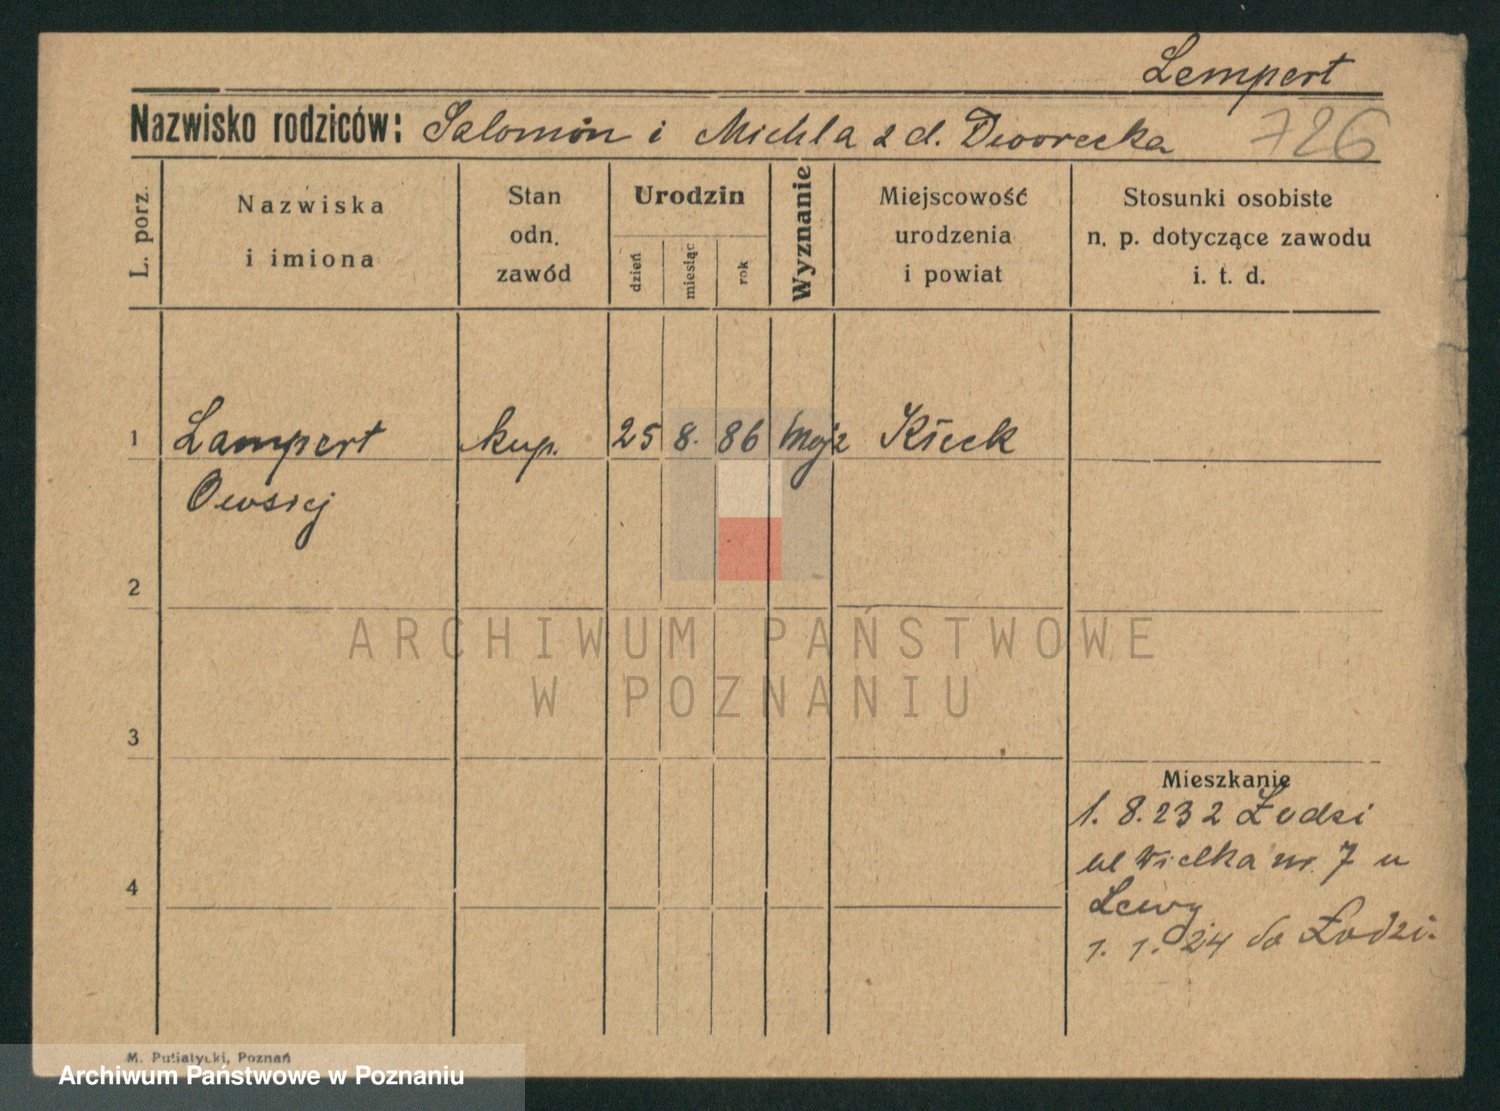 Lempert
Nazwisko rodziców: Salomon i Michla z d. Dworecka 726
L. porz.
Nazwiska
i imiona
Stan
odn.
zawód
Urodzin
dzień
miesiąc
rok
Wyznanie
Miejscowość
urodzenia
i powiat
Stosunki osobiste
n. p. dotyczące zawodu
i. t. d.
1 Lampert kup. 25 8. 86 mojż Kłeck
Owsiej
2
ARCHIWUM PAŃSTWOWE
W POZNANIU
3
Mieszkanie
1. 8. 23 z Łodzi
ul Wielka nr. 7 u
4
Lewy
1. 1. 24 do Łodzi.
M. Putiatycki, Poznań
Archiwum Państwowe w Poznaniu